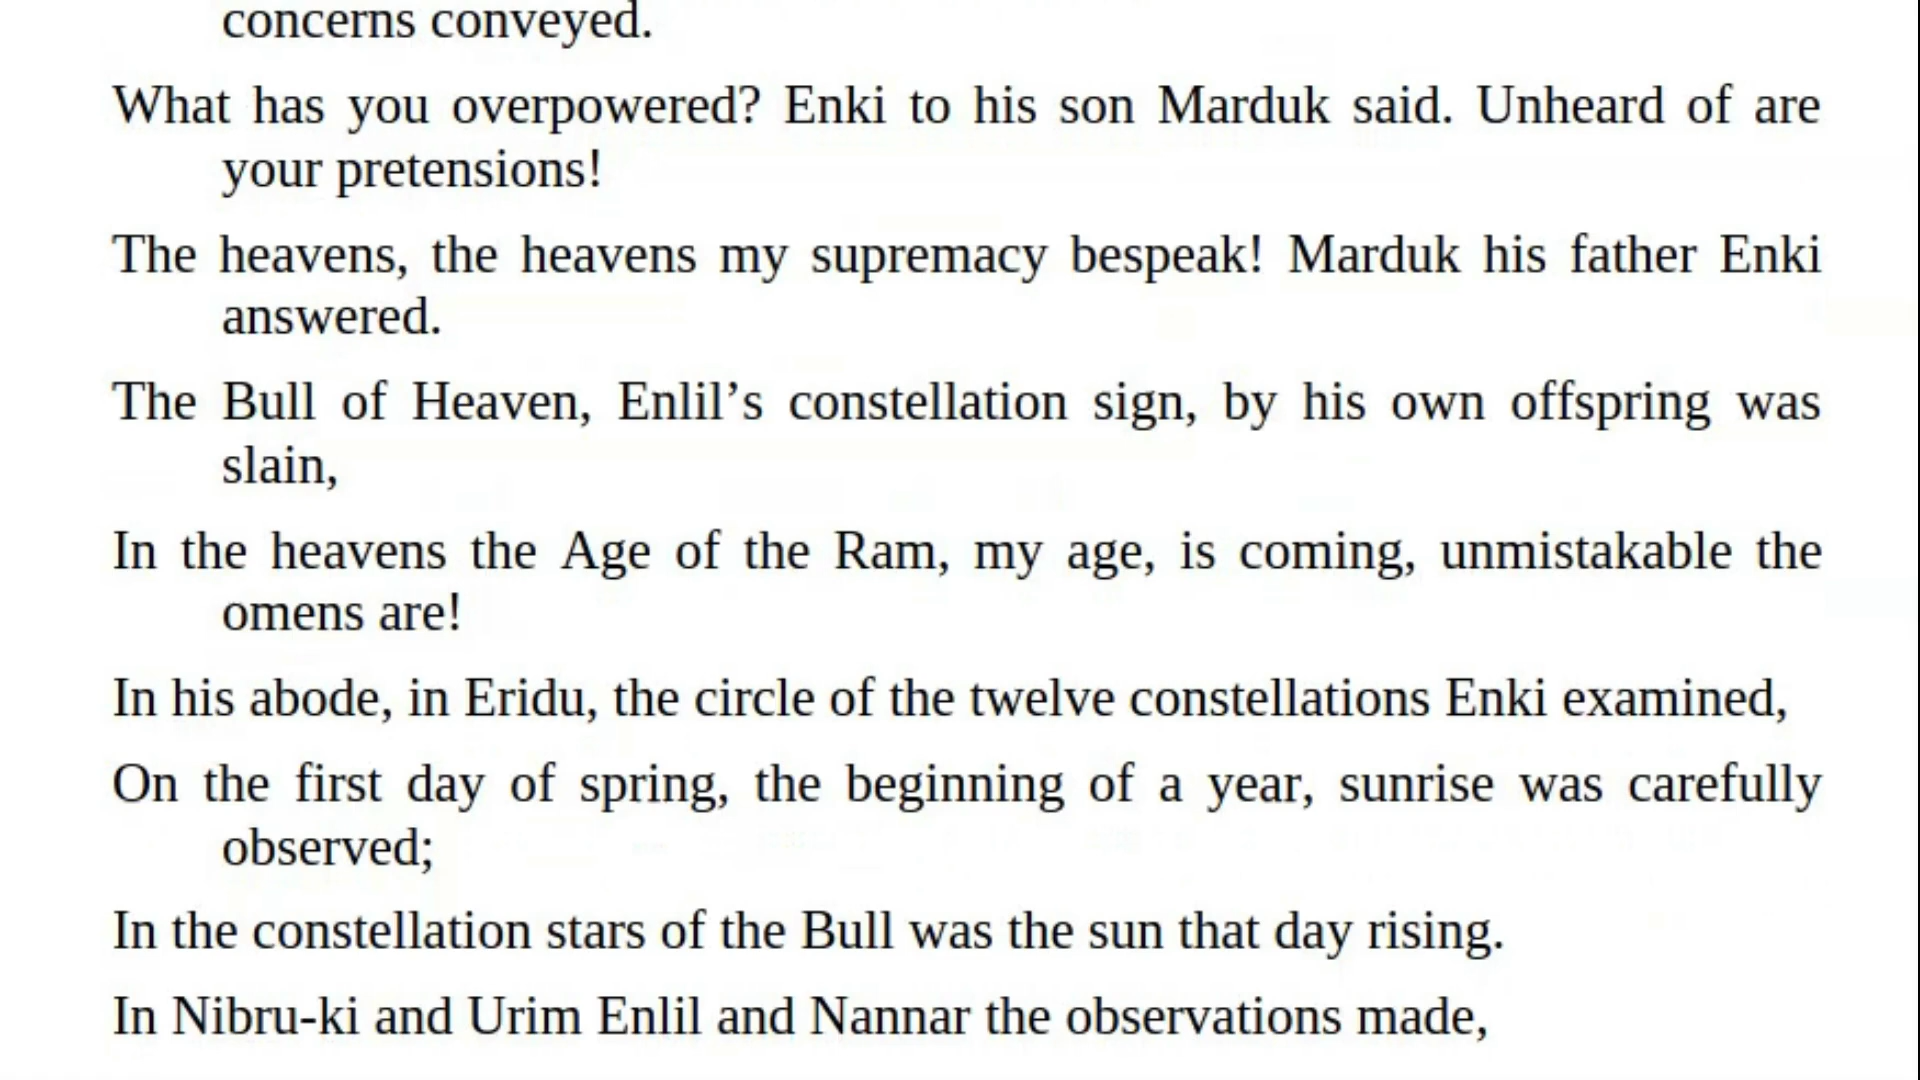 concerns conveyed.
What has you overpowered? Enki to his son Marduk said. Unheard of are
your pretensions!
The heavens, the heavens my supremacy bespeak! Marduk his father Enki
answered.
The Bull of Heaven, Enlil’s constellation sign, by his own offspring was
slain,
In the heavens the Age of the Ram, my age, is coming, unmistakable the
omens are!
In his abode, in Eridu, the circle of the twelve constellations Enki examined,
On the first day of spring, the beginning of a year, sunrise was carefully
observed;
In the constellation stars of the Bull was the sun that day rising.
In Nibru-ki and Urim Enlil and Nannar the observations made,